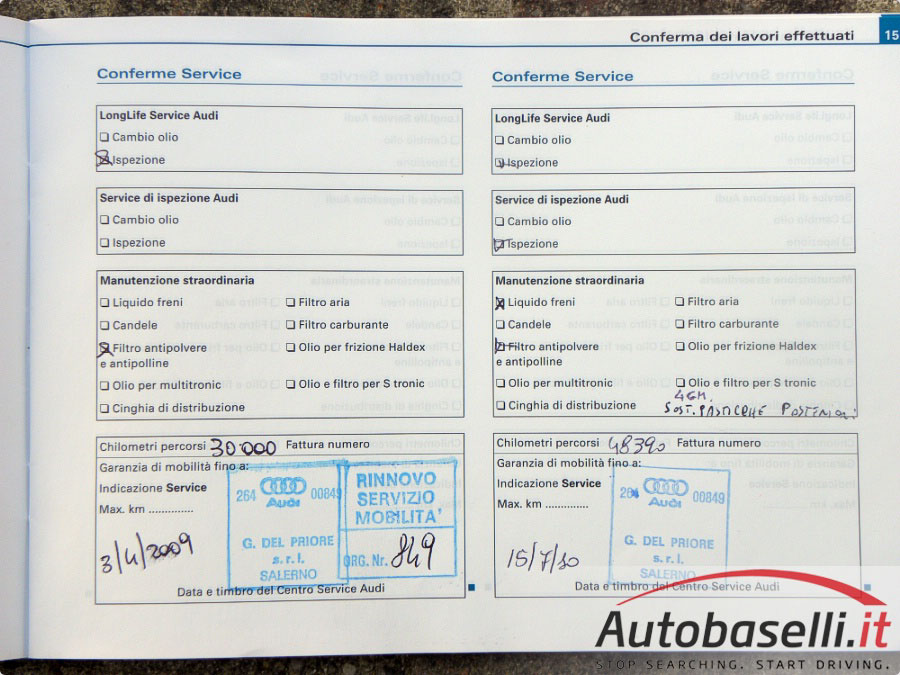 Conferma dei lavori effettuati 15
Conferme Service
LongLife Service Audi
Cambio olio
Ispezione
Service di ispezione Audi
Cambio olio
Ispezione
Manutenzione straordinaria
Liquido freni Filtro aria
Candele Filtro carburante
Filtro antipolvere Olio per frizione Haldex
e antipolline
Olio per multitronic Olio e filtro per S tronic
Cinghia di distribuzione
Chilometri percorsi 30000 Fattura numero
Garanzia di mobilità fino a:
Indicazione Service
Max. km ..............
3/4/2009
264 Audi 00849
G. DEL PRIORE
s.r.l.
SALERNO
RINNOVO
SERVIZIO
MOBILITA'
ORG. Nr. 849
Data e timbro del Centro Service Audi
Conferme Service
LongLife Service Audi
Cambio olio
Ispezione
Service di ispezione Audi
Cambio olio
Ispezione
Manutenzione straordinaria
Liquido freni Filtro aria
Candele Filtro carburante
Filtro antipolvere Olio per frizione Haldex
e antipolline
Olio per multitronic Olio e filtro per S tronic
Cinghia di distribuzione
SOST. PASTICCHE POSTERIORI
Chilometri percorsi 48390 Fattura numero
Garanzia di mobilità fino a:
Indicazione Service
Max. km ..............
15/7/10
264 Audi 00849
G. DEL PRIORE
s.r.l.
SALERNO
Data e timbro del Centro Service Audi
Autobaselli.it
STOP SEARCHING. START DRIVING.